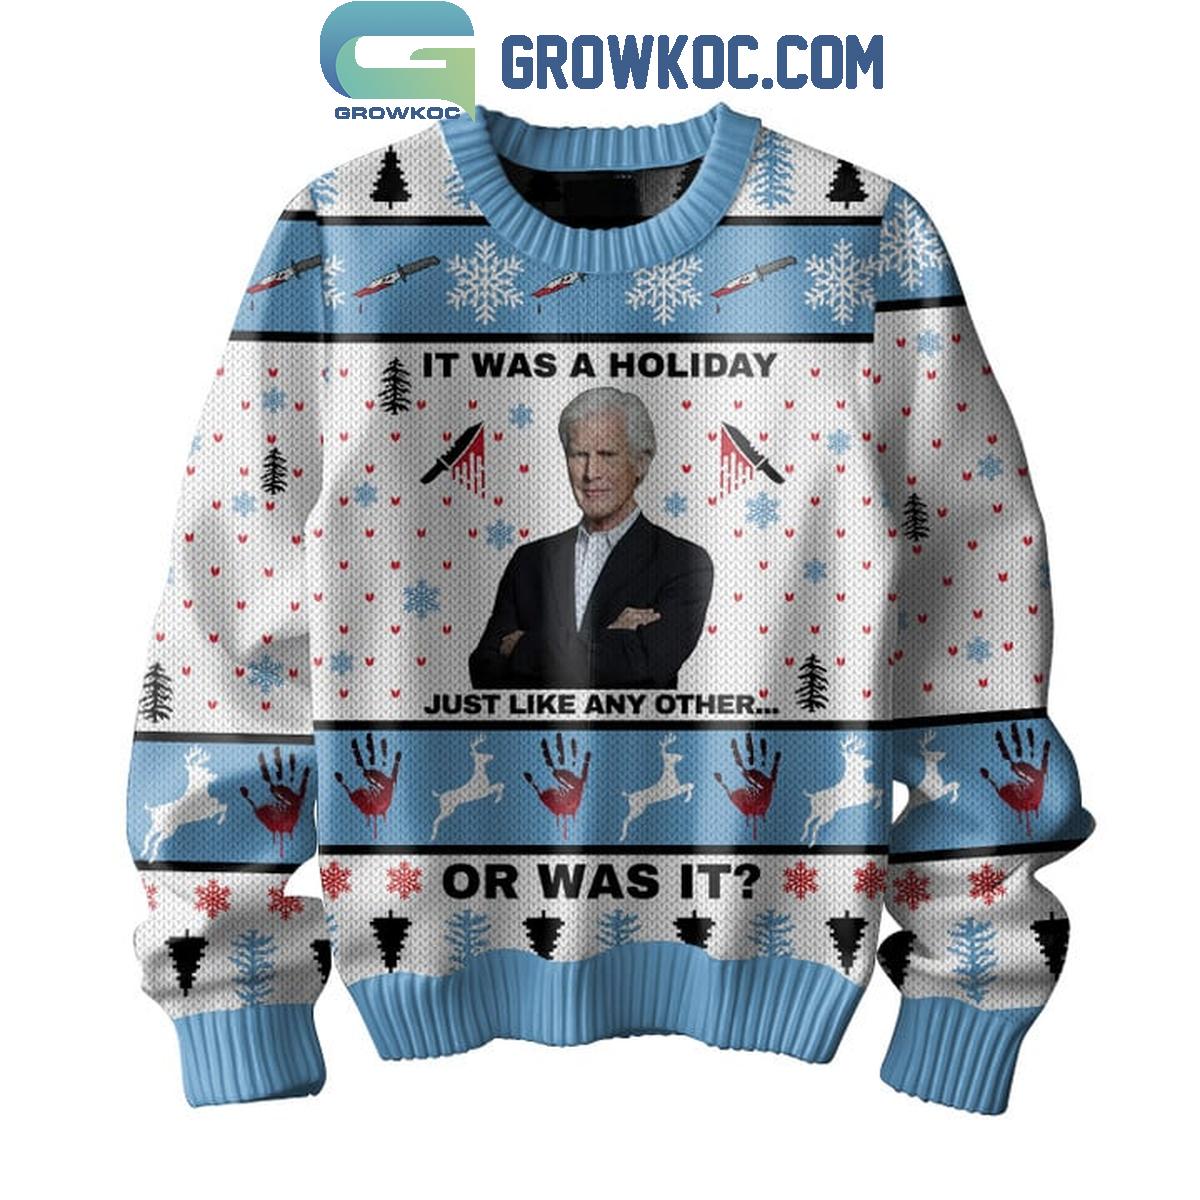 GROWKOC.COM
GROWKOC
IT WAS A HOLIDAY
JUST LIKE ANY OTHER...
OR WAS IT?